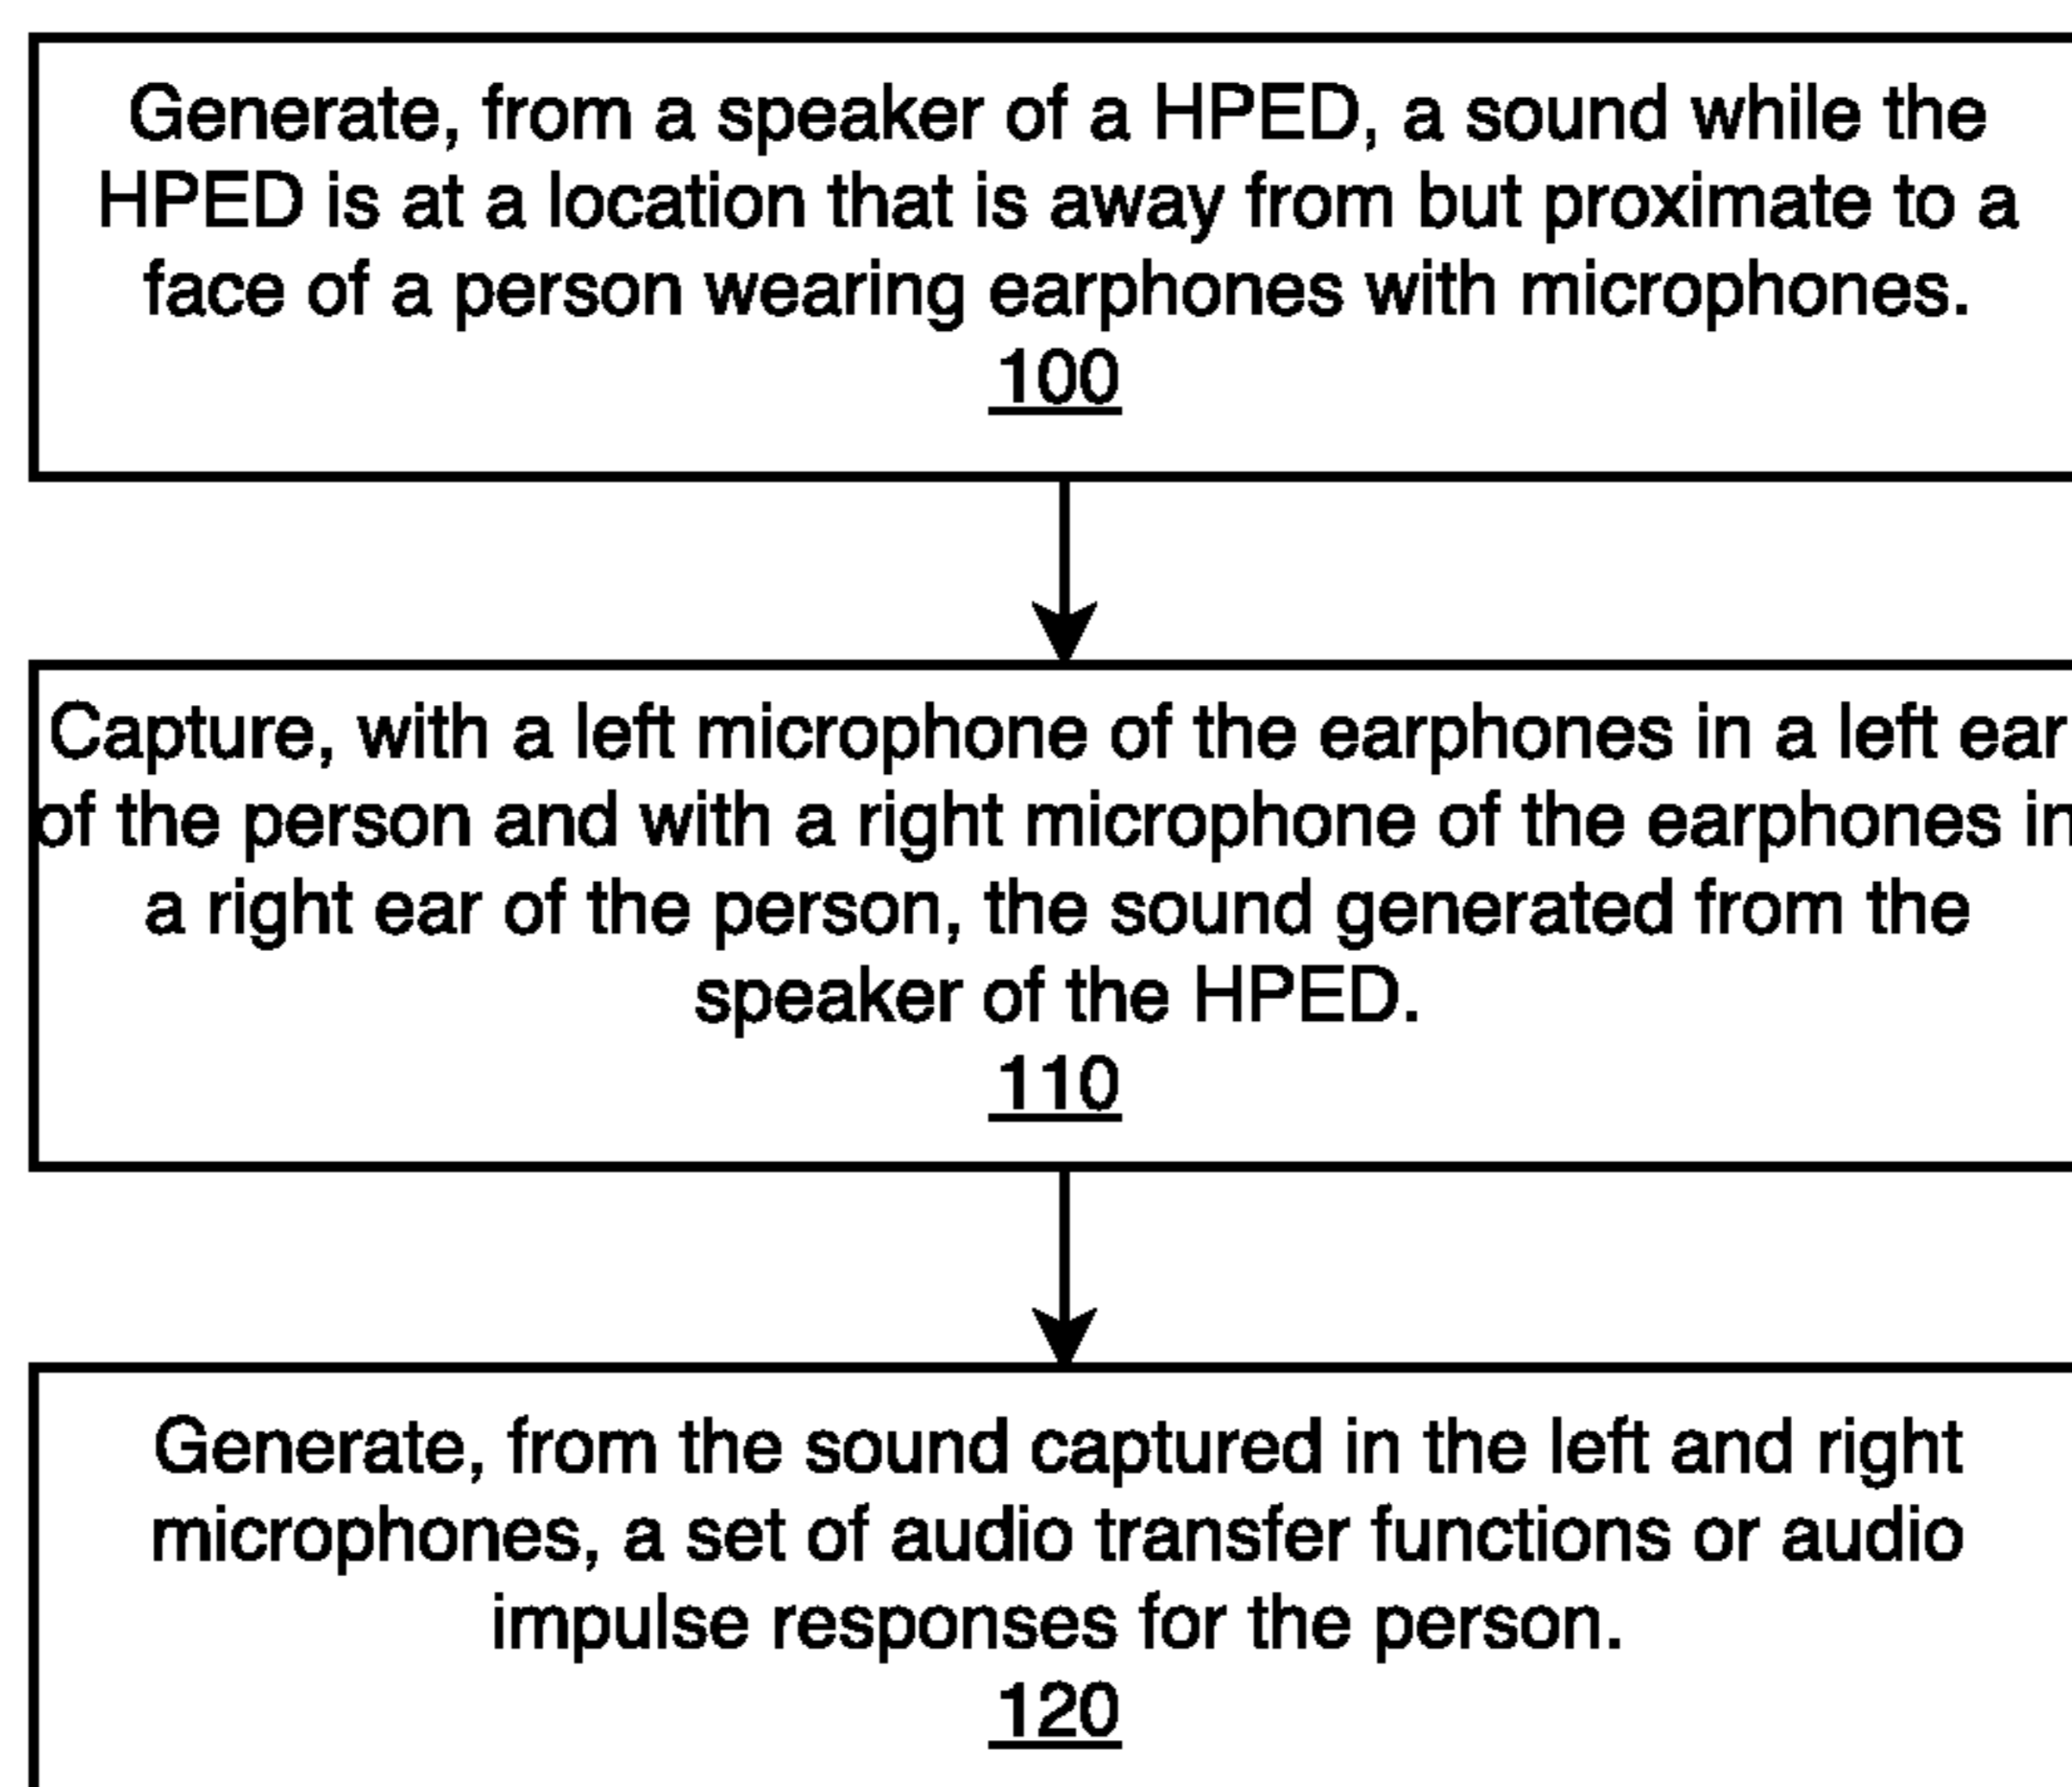 Generate, from a speaker of a HPED, a sound while the
HPED is at a location that is away from but proximate to a
face of a person wearing earphones with microphones.
100
Capture, with a left microphone of the earphones in a left ear
of the person and with a right microphone of the earphones in
a right ear of the person, the sound generated from the
speaker of the HPED.
110
Generate, from the sound captured in the left and right
microphones, a set of audio transfer functions or audio
impulse responses for the person.
120